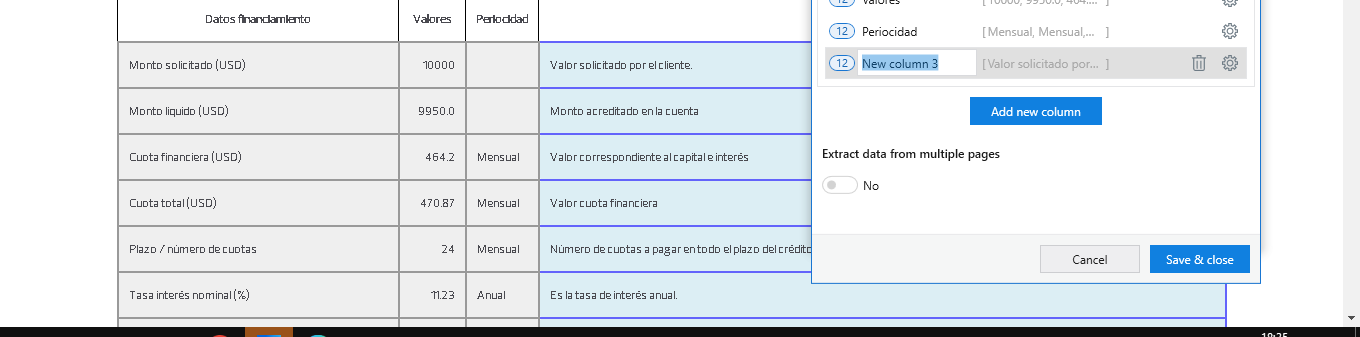 Datos financiamiento Valores Periocidad
Monto solicitado (USD) 10000 Valor solicitado por el cliente.
Monto liquido (USD) 9950.0 Monto acreditado en la cuenta
Cuota financiera (USD) 464.2 Mensual Valor correspondiente al capital e interés
Cuota total (USD) 470.87 Mensual Valor cuota financiera
Plazo / número de cuotas 24 Mensual Número de cuotas a pagar en todo el plazo del crédito
Tasa interés nominal (%) 11.23 Anual Es la tasa de interés anual.
Valores [10000, 9950.0, 464.... ]
12 Periocidad [Mensual, Mensual,... ]
12 New column 3 [Valor solicitado por... ]
Add new column
Extract data from multiple pages
No
Cancel Save & close